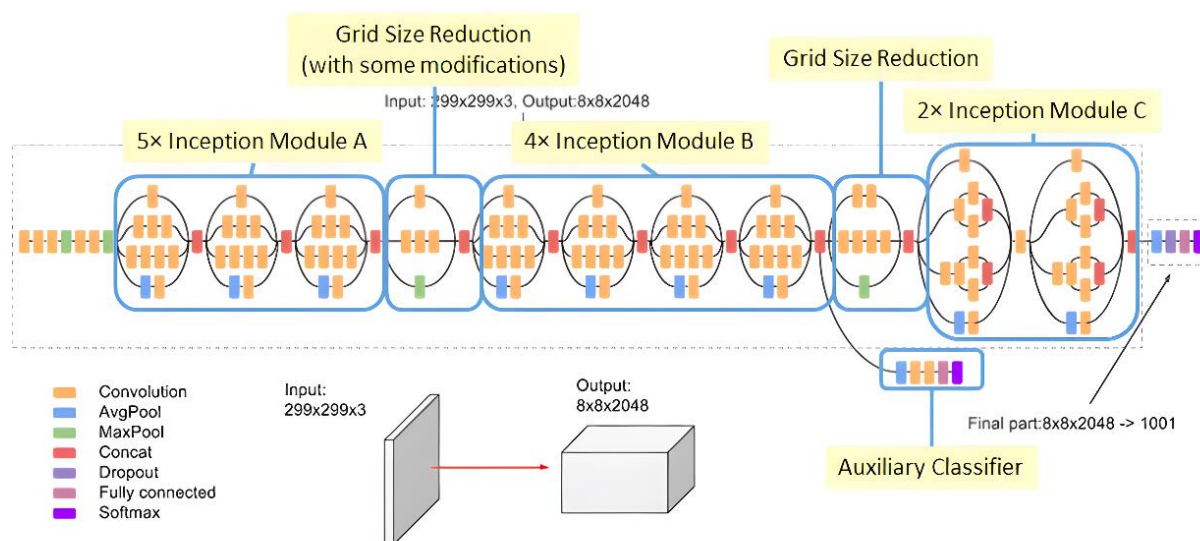 Grid Size Reduction
(with some modifications)
Grid Size Reduction
Input: 299x299x3, Output:8x8x2048
2× Inception Module C
5× Inception Module A
4× Inception Module B
Convolution
AvgPool
MaxPool
Concat
Dropout
Fully connected
Softmax
Input:
299x299x3
Output:
8x8x2048
Final part:8x8x2048 -> 1001
Auxiliary Classifier